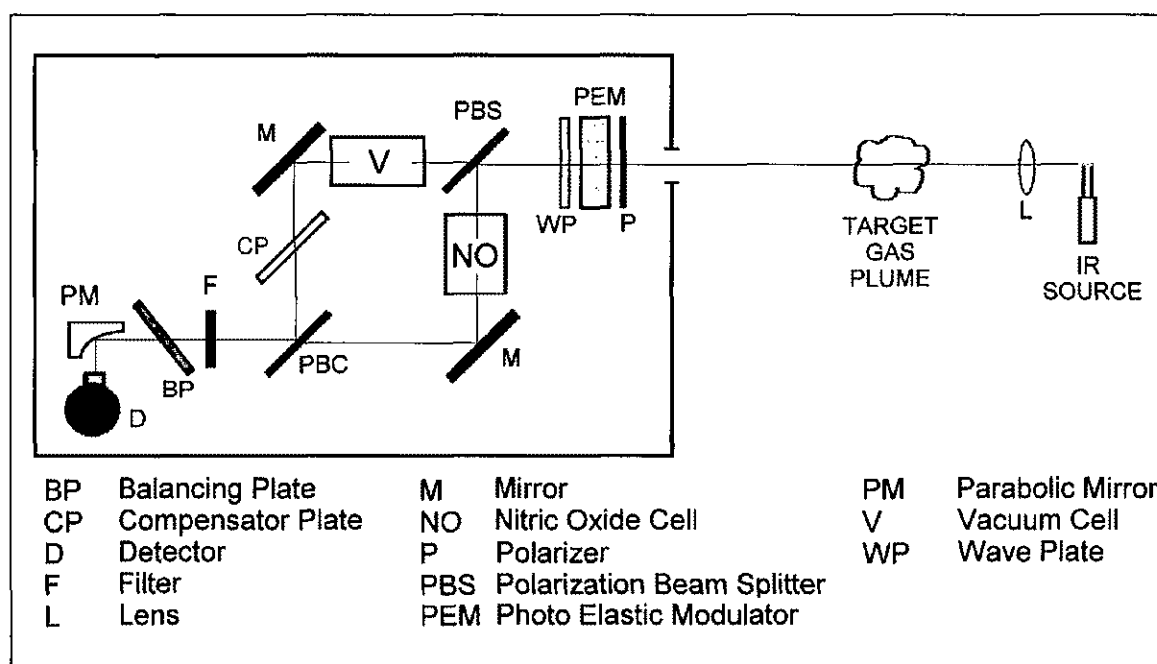 PEM
PBS
M
V
WP
P
L
TARGET
GAS
PLUME
IR
SOURCE
NO
CP
F
PM
PBC
M
BP
D
BP Balancing Plate
CP Compensator Plate
D Detector
F Filter
L Lens
M Mirror
NO Nitric Oxide Cell
P Polarizer
PBS Polarization Beam Splitter
PEM Photo Elastic Modulator
PM Parabolic Mirror
V Vacuum Cell
WP Wave Plate